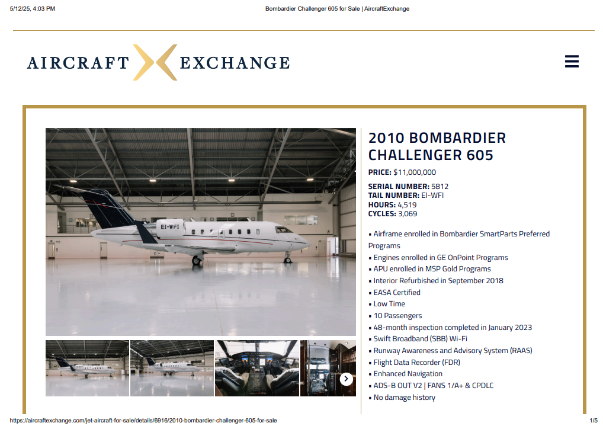 5/12/25, 4:03 PM
Bombardier Challenger 605 for Sale | AircraftExchange
AIRCRAFT EXCHANGE
2010 BOMBARDIER
CHALLENGER 605
PRICE: $11,000,000
SERIAL NUMBER: 5812
TAIL NUMBER: EI-WFI
HOURS: 4,519
CYCLES: 3,069
• Airframe enrolled in Bombardier SmartParts Preferred
Programs
• Engines enrolled in GE OnPoint Programs
• APU enrolled in MSP Gold Programs
• Interior Refurbished in September 2018
• EASA Certified
• Low Time
• 10 Passengers
• 48-month inspection completed in January 2023
• Swift Broadband (SBB) Wi-Fi
• Runway Awareness and Advisory System (RAAS)
• Flight Data Recorder (FDR)
• Enhanced Navigation
• ADS-B OUT V2 | FANS 1/A+ & CPDLC
• No damage history
EI-WFI
https://aircraftexchange.com/jet-aircraft-for-sale/details/6916/2010-bombardier-challenger-605-for-sale
1/5